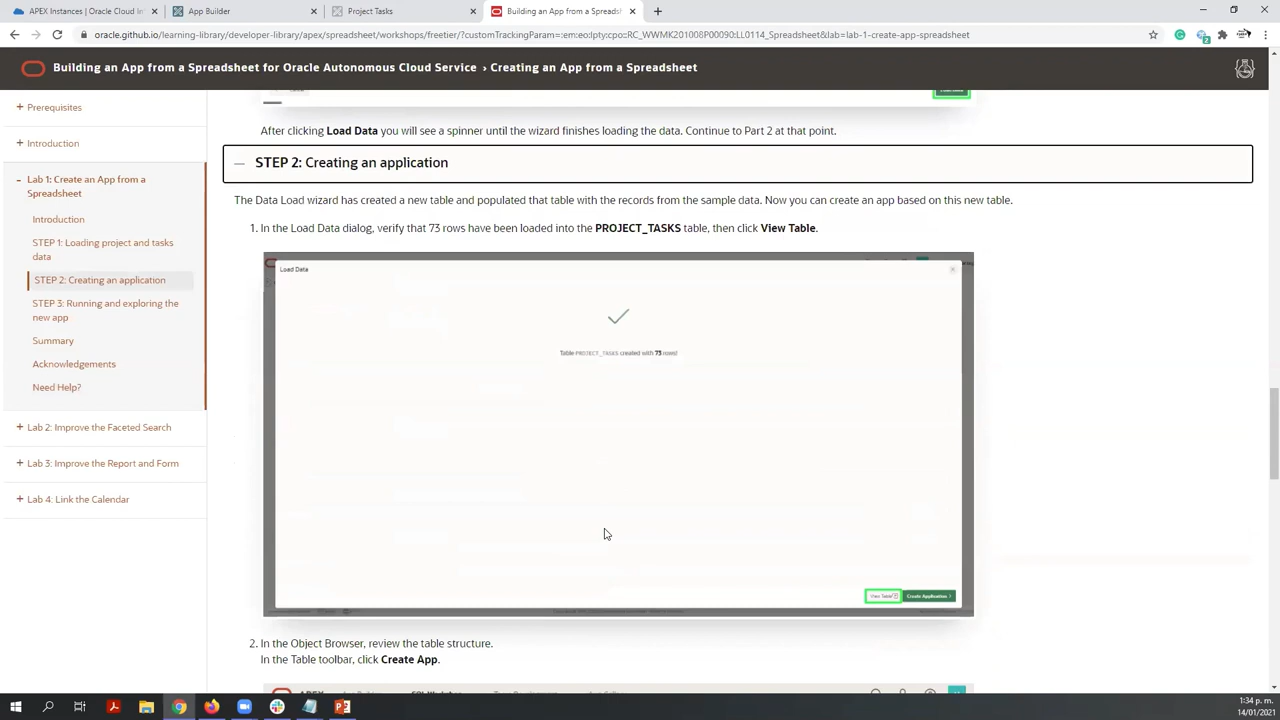 APEX Instances | Oracle Cloud In
App Builder
Project Tasks
Building an App from a Spreadsh
oracle.github.io/learning-library/developer-library/apex/spreadsheet/workshops/freetier/?customTrackingParam=:em:eo:lpty:cpo=RC_WWMK201008P00090:LL0114_Spreadsheet&lab=lab-1-create-app-spreadsheet
Building an App from a Spreadsheet for Oracle Autonomous Cloud Service › Creating an App from a Spreadsheet
+ Prerequisites
+ Introduction
- Lab 1: Create an App from a
Spreadsheet
Introduction
STEP 1: Loading project and tasks
data
STEP 2: Creating an application
STEP 3: Running and exploring the
new app
Summary
Acknowledgements
Need Help?
+ Lab 2: Improve the Faceted Search
+ Lab 3: Improve the Report and Form
+ Lab 4: Link the Calendar
After clicking Load Data you will see a spinner until the wizard finishes loading the data. Continue to Part 2 at that point.
— STEP 2: Creating an application
The Data Load wizard has created a new table and populated that table with the records from the sample data. Now you can create an app based on this new table.
1. In the Load Data dialog, verify that 73 rows have been loaded into the PROJECT_TASKS table, then click View Table.
Load Data
Table PROJECT_TASKS created with 73 rows!
View Table
Create Application >
2. In the Object Browser, review the table structure.
In the Table toolbar, click Create App.
1:34 p. m.
14/01/2021